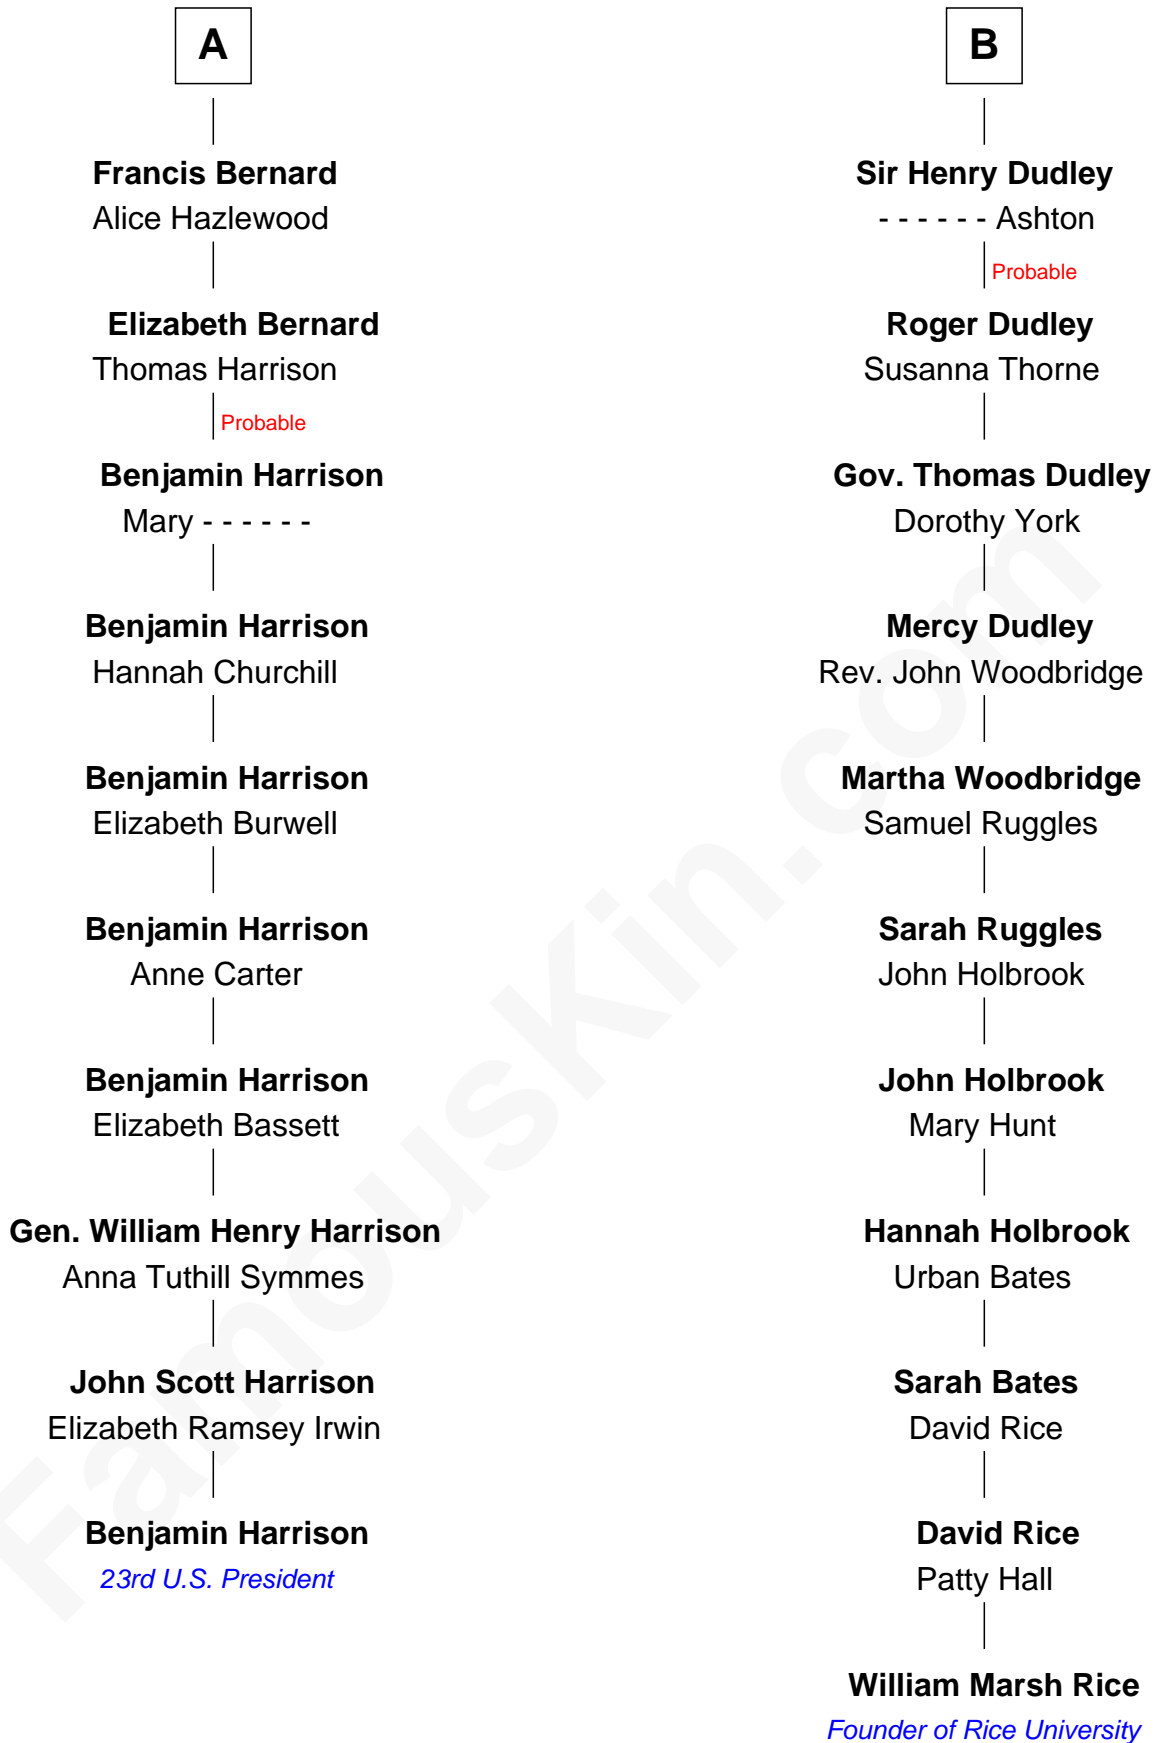 A
Francis Bernard
Alice Hazlewood
Elizabeth Bernard
Thomas Harrison
Probable
Benjamin Harrison
Mary - - - - - -
Benjamin Harrison
Hannah Churchill
Benjamin Harrison
Elizabeth Burwell
Benjamin Harrison
Anne Carter
Benjamin Harrison
Elizabeth Bassett
Gen. William Henry Harrison
Anna Tuthill Symmes
John Scott Harrison
Elizabeth Ramsey Irwin
Benjamin Harrison
23rd U.S. President
B
Sir Henry Dudley
- - - - - - Ashton
Probable
Roger Dudley
Susanna Thorne
Gov. Thomas Dudley
Dorothy York
Mercy Dudley
Rev. John Woodbridge
Martha Woodbridge
Samuel Ruggles
Sarah Ruggles
John Holbrook
John Holbrook
Mary Hunt
Hannah Holbrook
Urban Bates
Sarah Bates
David Rice
David Rice
Patty Hall
William Marsh Rice
Founder of Rice University
FamousKin.com